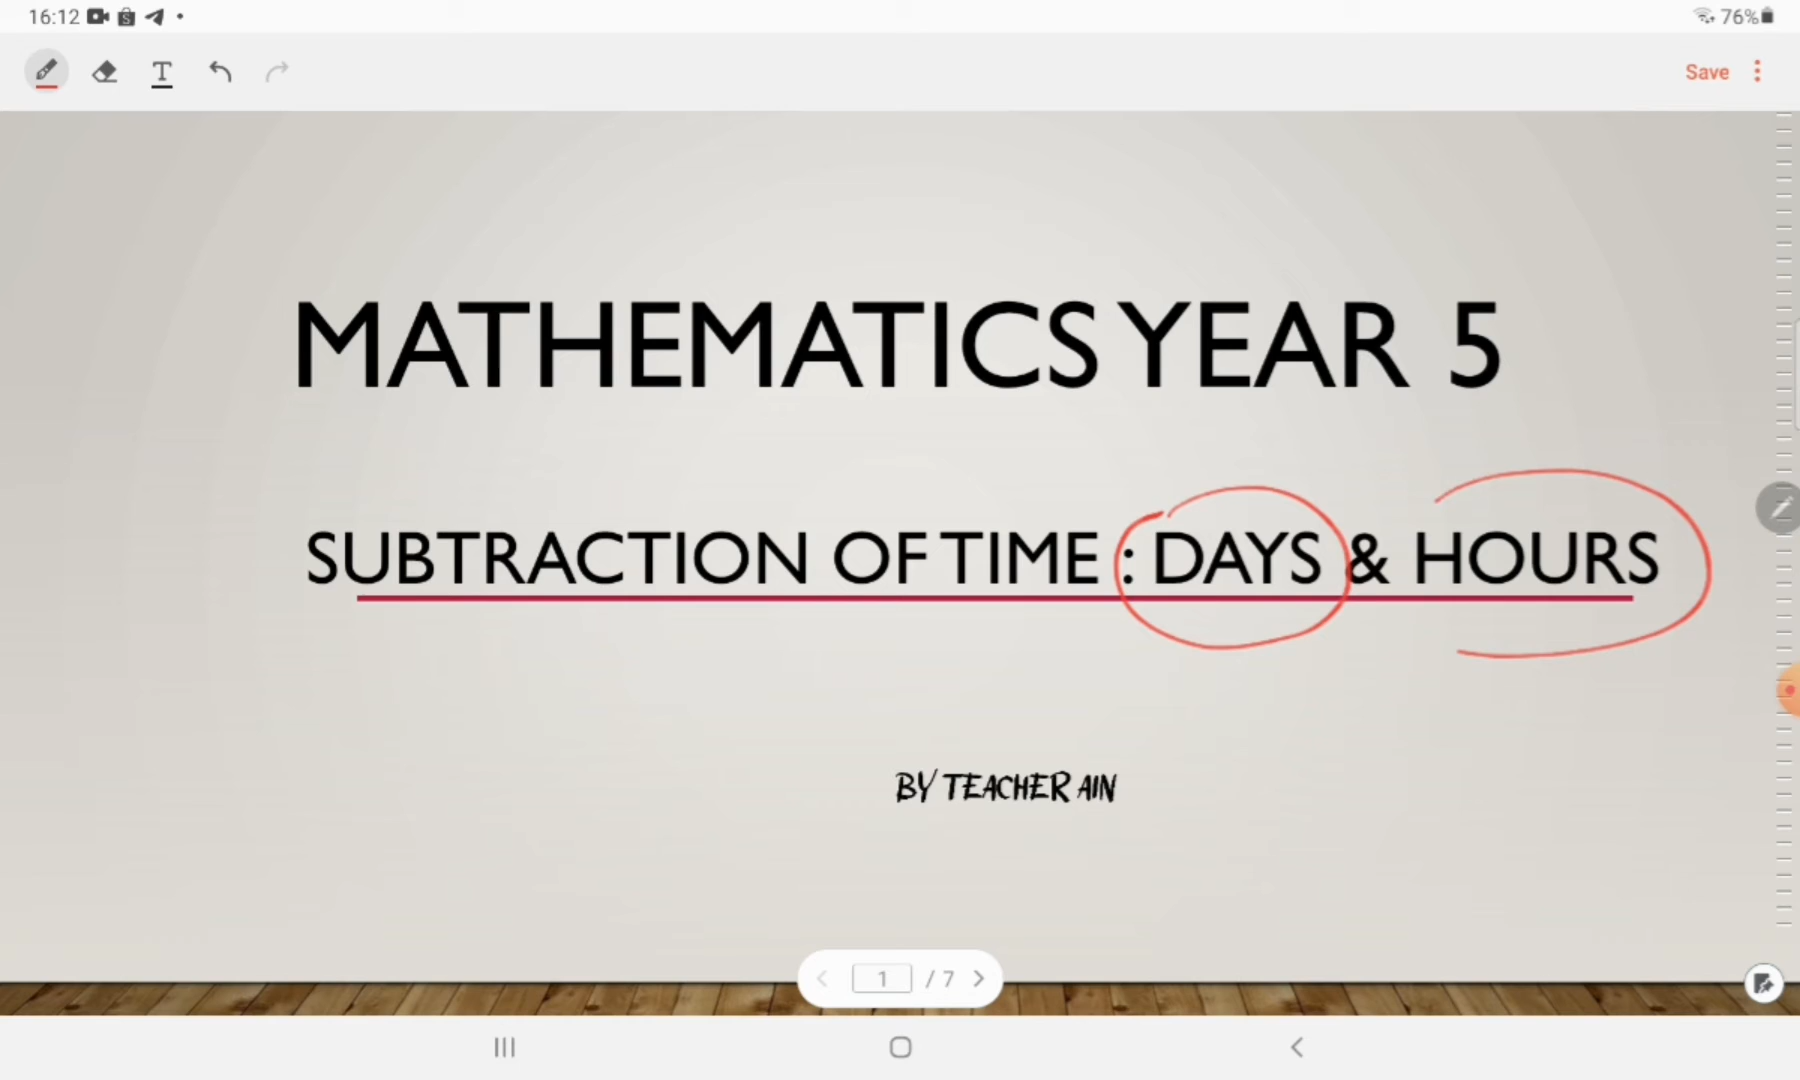 16:12
76%
Save
MATHEMATICS YEAR 5
SUBTRACTION OF TIME : DAYS & HOURS
BY TEACHER AIN
1 / 7